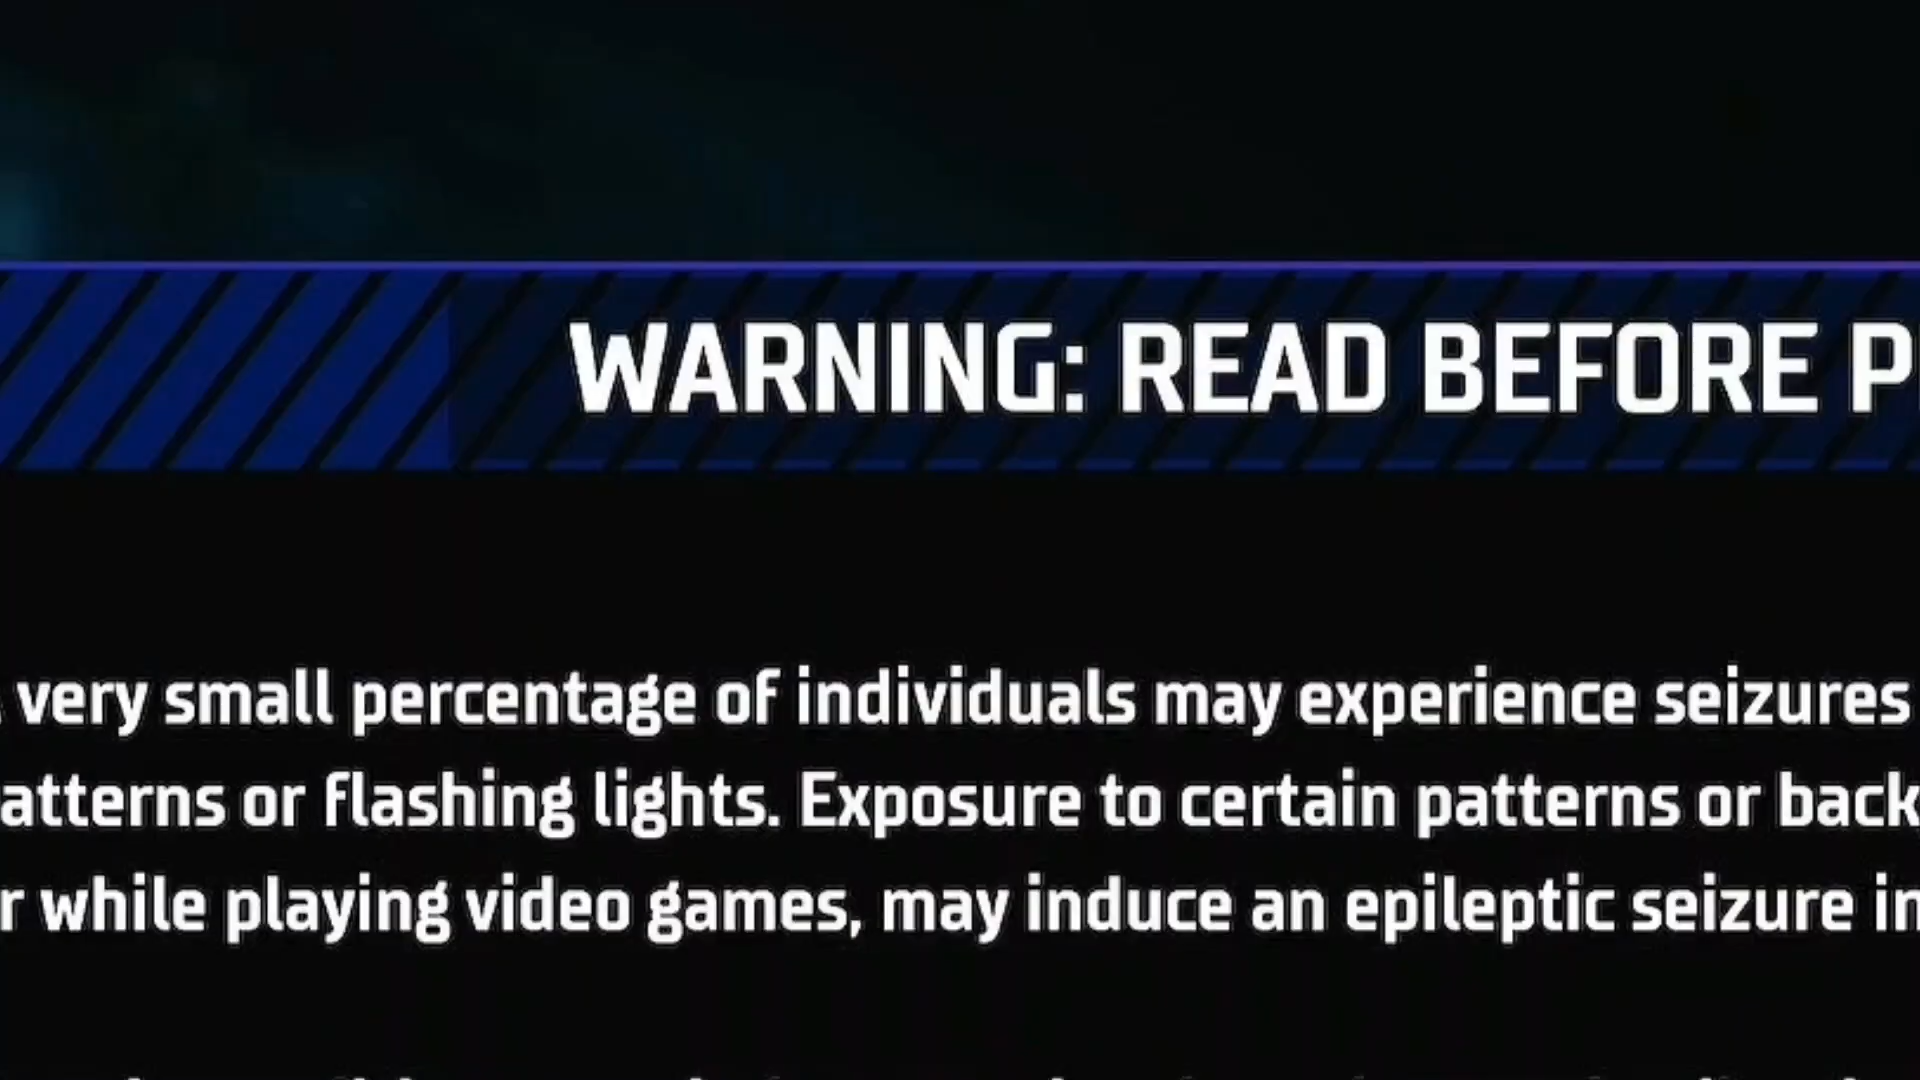 WARNING: READ BEFORE P
very small percentage of individuals may experience seizures
atterns or flashing lights. Exposure to certain patterns or back
r while playing video games, may induce an epileptic seizure in